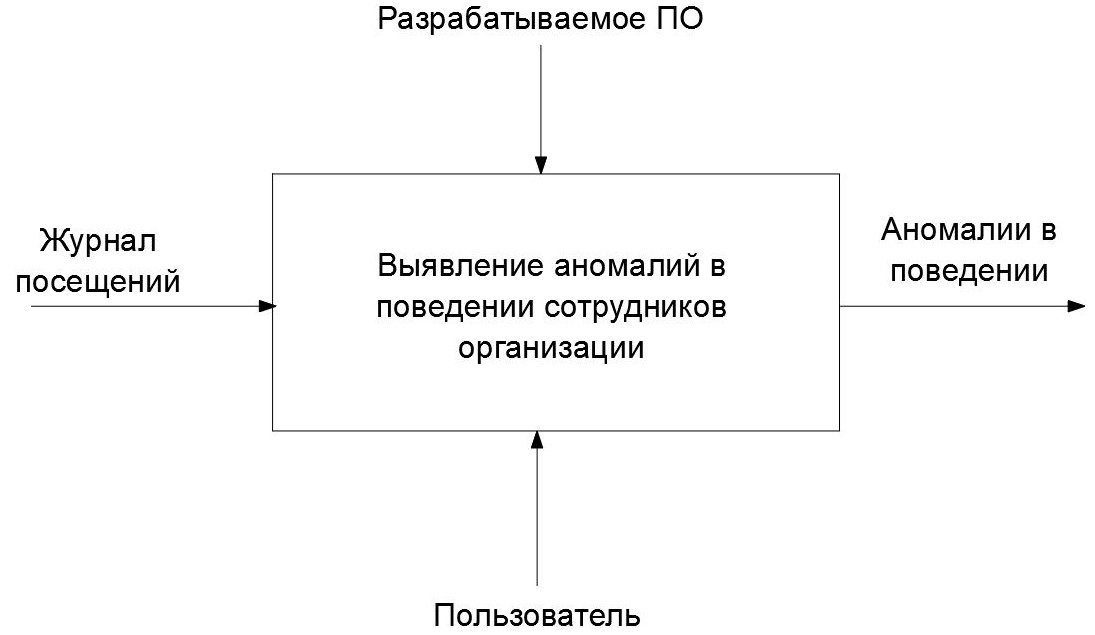 Разрабатываемое ПО
Журнал
посещений
Выявление аномалий в
поведении сотрудников
организации
Аномалии в
поведении
Пользователь